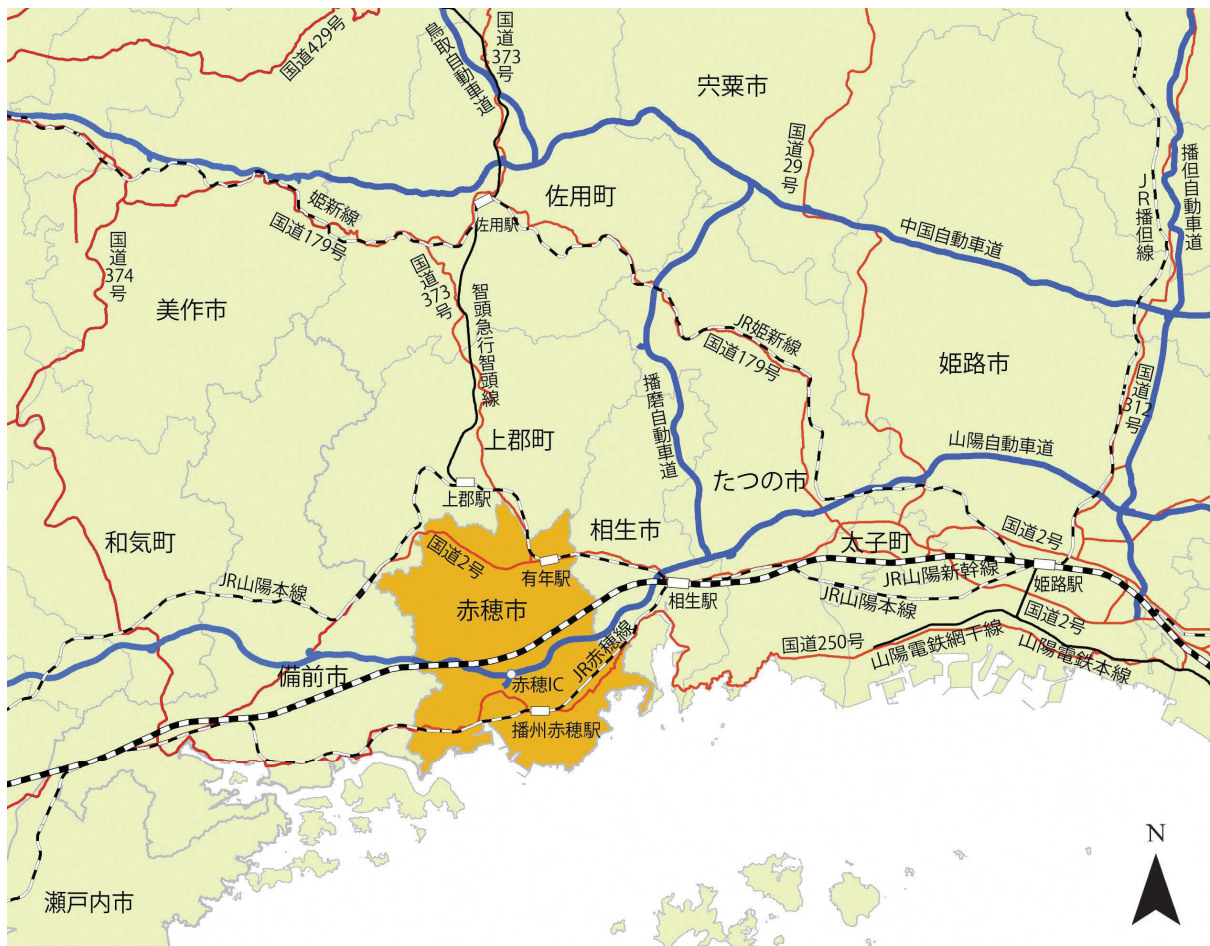 国道429号
鳥取自動車道
国道373号
宍粟市
国道29号
播但自動車道
JR播但線
佐用町
姫新線
佐用駅
国道179号
中国自動車道
国道374号
国道373号
美作市
智頭急行智頭線
JR姫新線
国道179号
姫路市
播磨自動車道
国道312号
上郡町
山陽自動車道
たつの市
上郡駅
和気町
相生市
国道2号
太子町
国道2号
有年駅
JR山陽新幹線
姫路駅
JR山陽本線
相生駅
JR山陽本線
赤穂市
国道2号
国道250号
山陽電鉄網干線
山陽電鉄本線
JR赤穂線
備前市
赤穂IC
播州赤穂駅
N
瀬戸内市